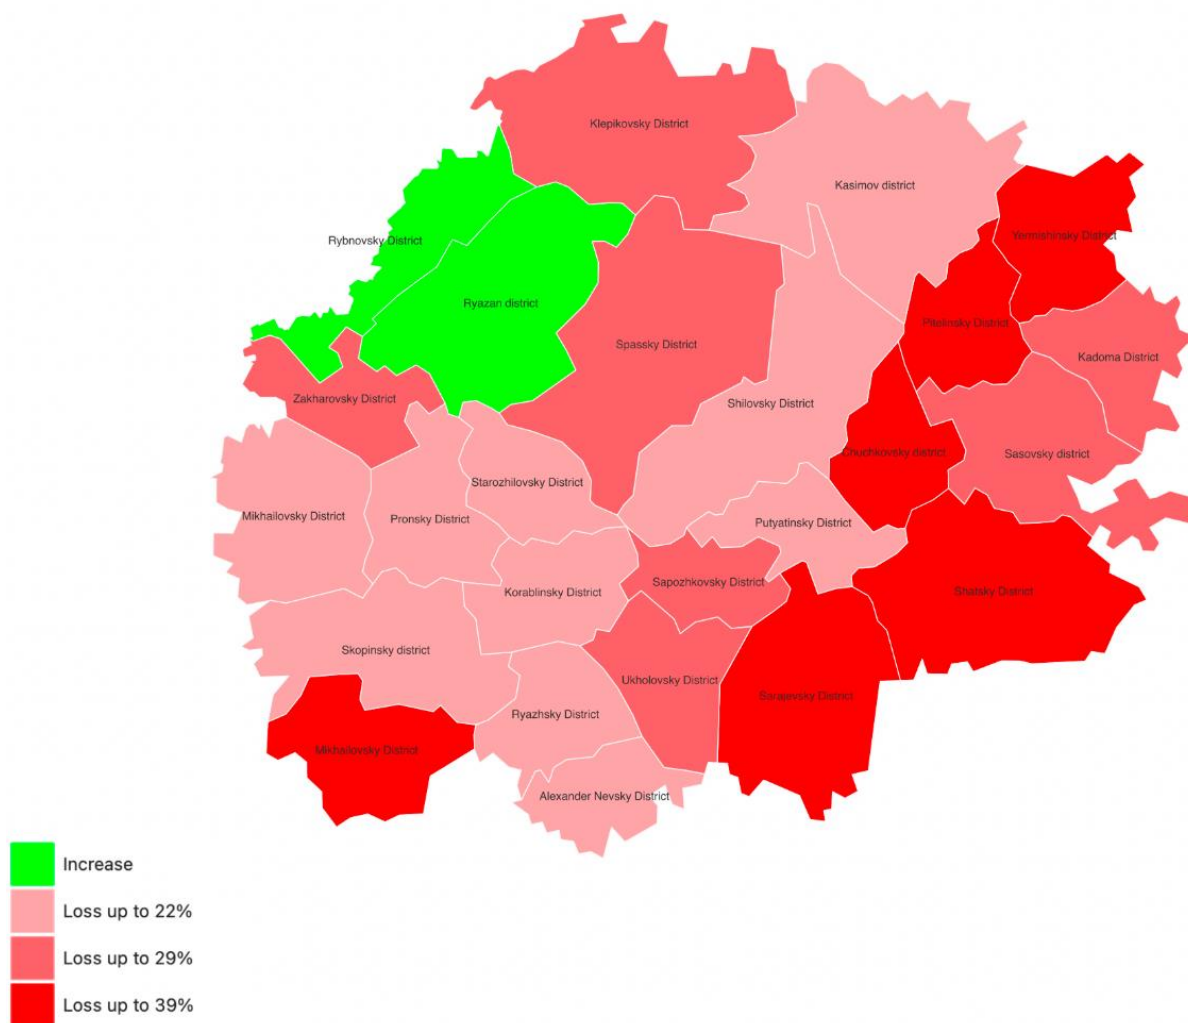 Klepikovsky District
Kasimov district
Rybnovsky District
Yermishinsky District
Ryazan district
Pitelinsky District
Spassky District
Kadoma District
Zakharovsky District
Shilovsky District
Chuchkovsky district
Sasovsky district
Starozhilovsky District
Mikhailovsky District
Pronsky District
Putyatinsky District
Sapozhkovsky District
Korablinsky District
Shatsky District
Skopinsky district
Ukholovsky District
Sarajevsky District
Ryazhsky District
Mikhailovsky District
Alexander Nevsky District
Increase
Loss up to 22%
Loss up to 29%
Loss up to 39%